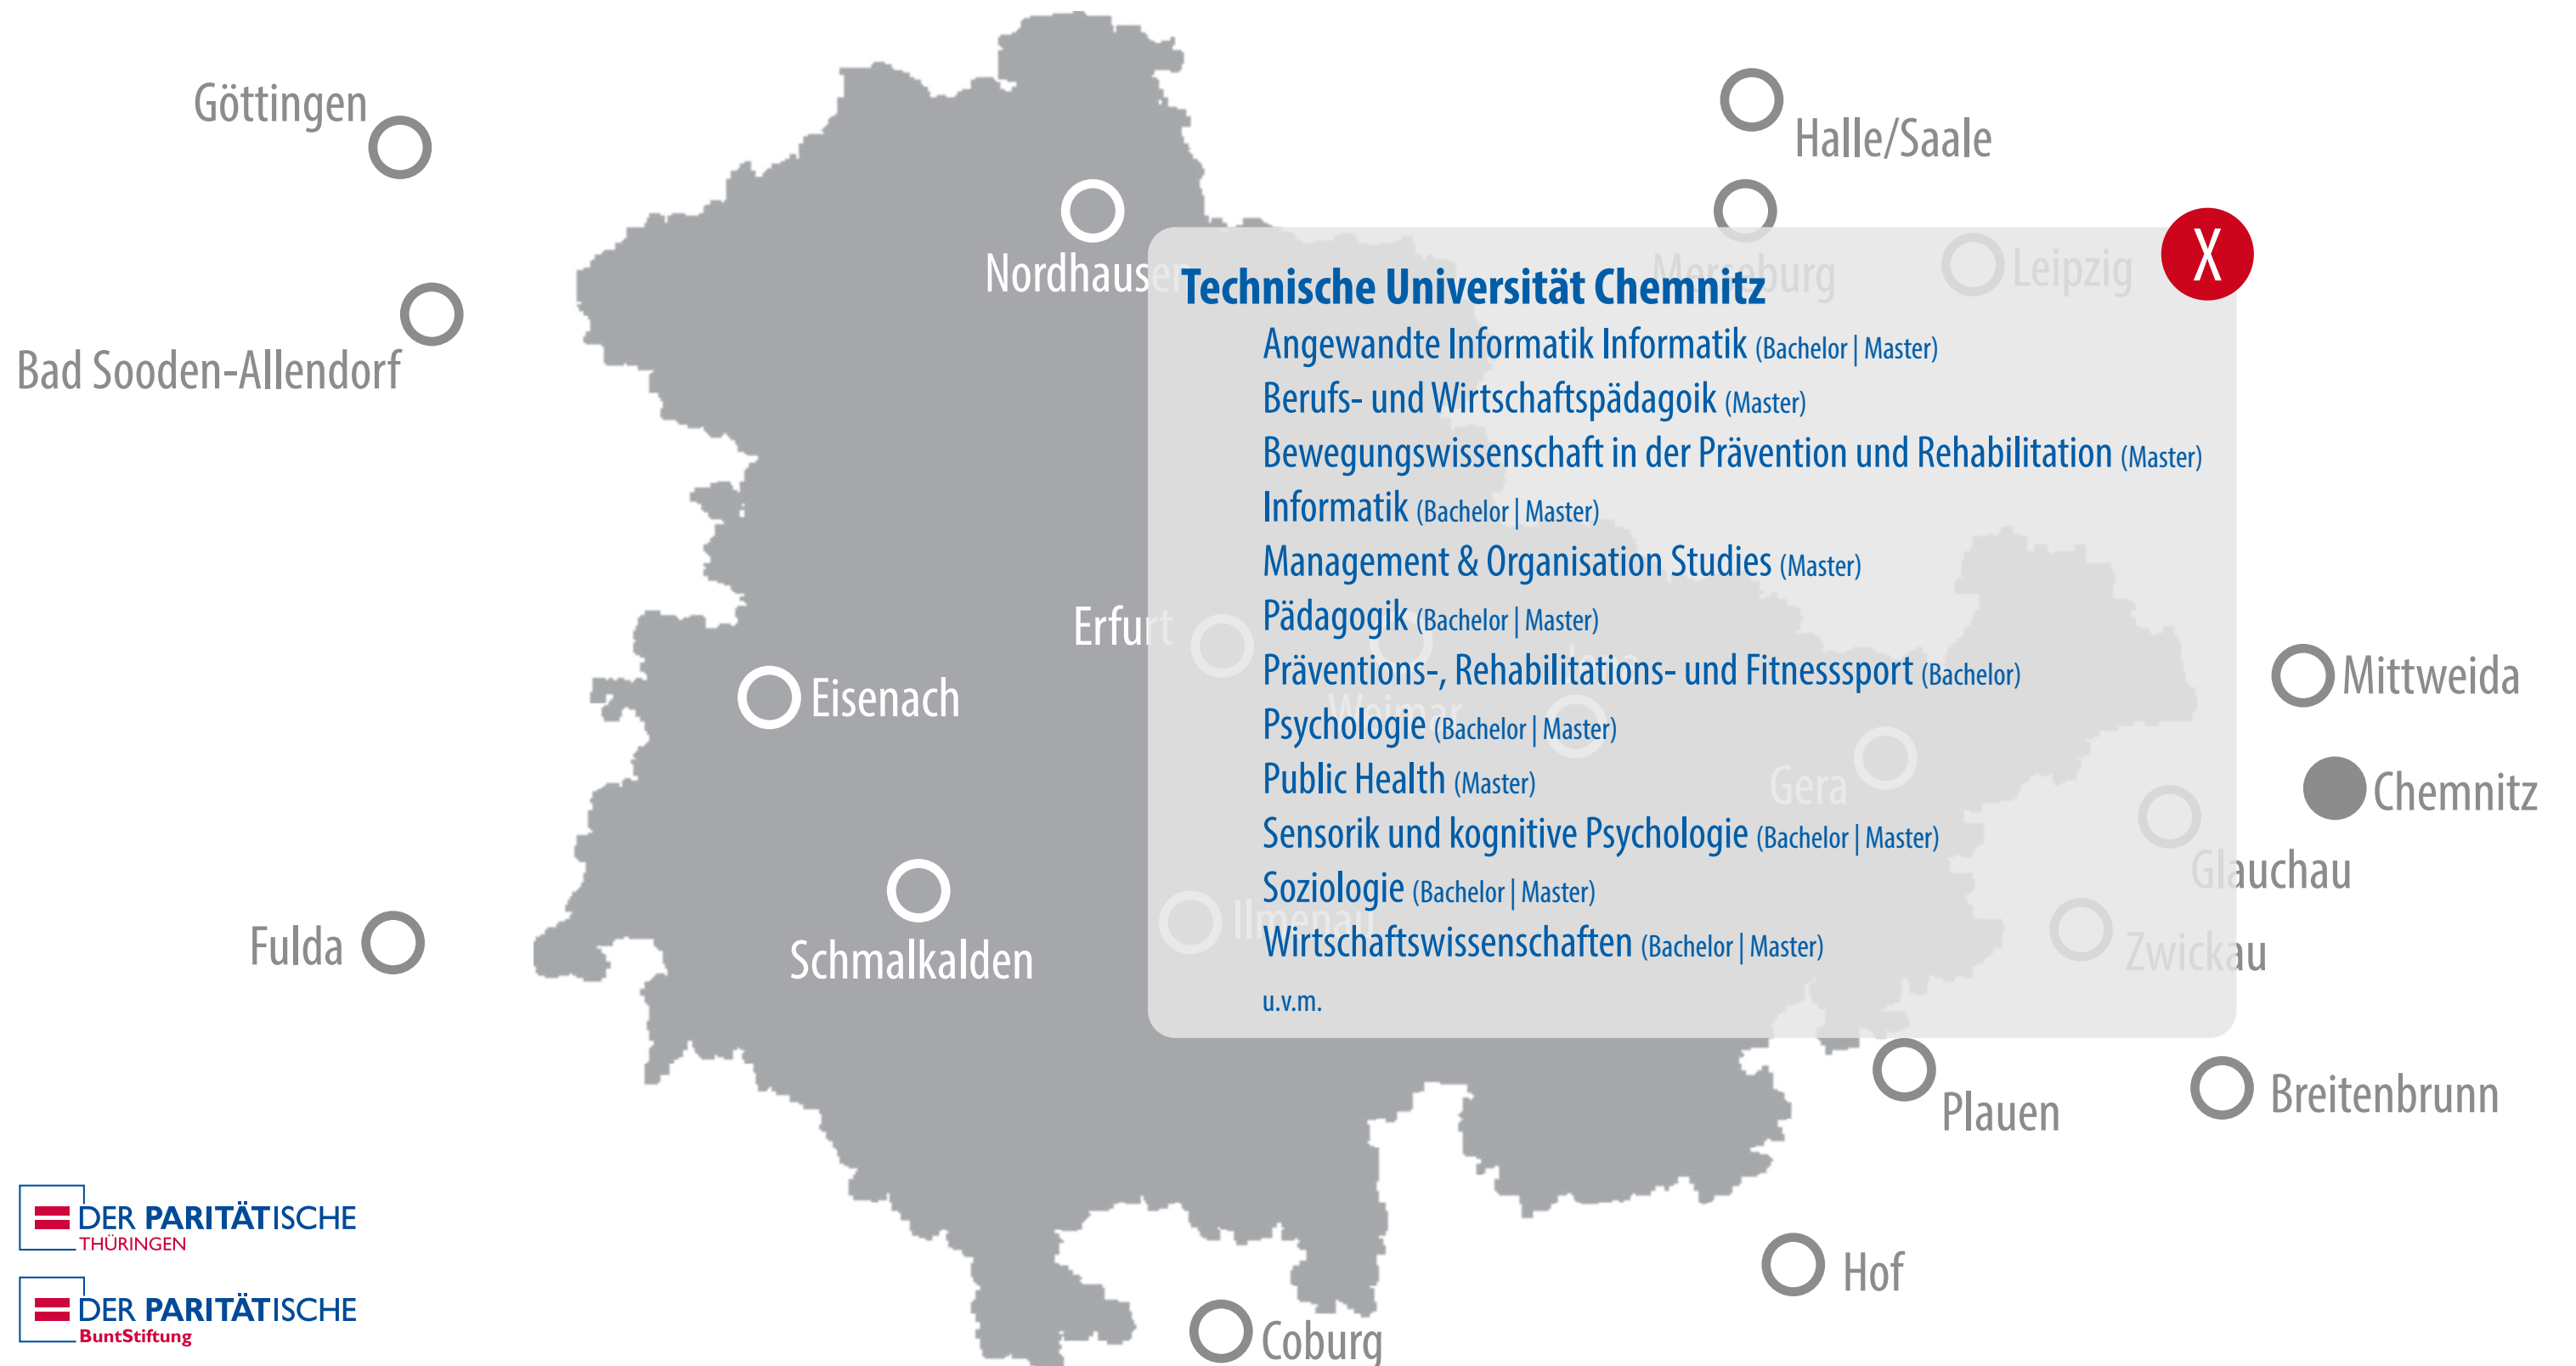 Göttingen
Halle/Saale
Nordhausen
Merseburg
Leipzig
X
Bad Sooden-Allendorf
Technische Universität Chemnitz
Angewandte Informatik Informatik (Bachelor | Master)
Berufs- und Wirtschaftspädagoik (Master)
Bewegungswissenschaft in der Prävention und Rehabilitation (Master)
Informatik (Bachelor | Master)
Management & Organisation Studies (Master)
Pädagogik (Bachelor | Master)
Präventions-, Rehabilitations- und Fitnesssport (Bachelor)
Psychologie (Bachelor | Master)
Public Health (Master)
Sensorik und kognitive Psychologie (Bachelor | Master)
Soziologie (Bachelor | Master)
Wirtschaftswissenschaften (Bachelor | Master)
u.v.m.
Erfurt
Weimar
Jena
Eisenach
Gera
Mittweida
Chemnitz
Glauchau
Fulda
Schmalkalden
Ilmenau
Zwickau
Plauen
Breitenbrunn
Hof
Coburg
DER PARITÄTISCHE
THÜRINGEN
DER PARITÄTISCHE
BuntStiftung